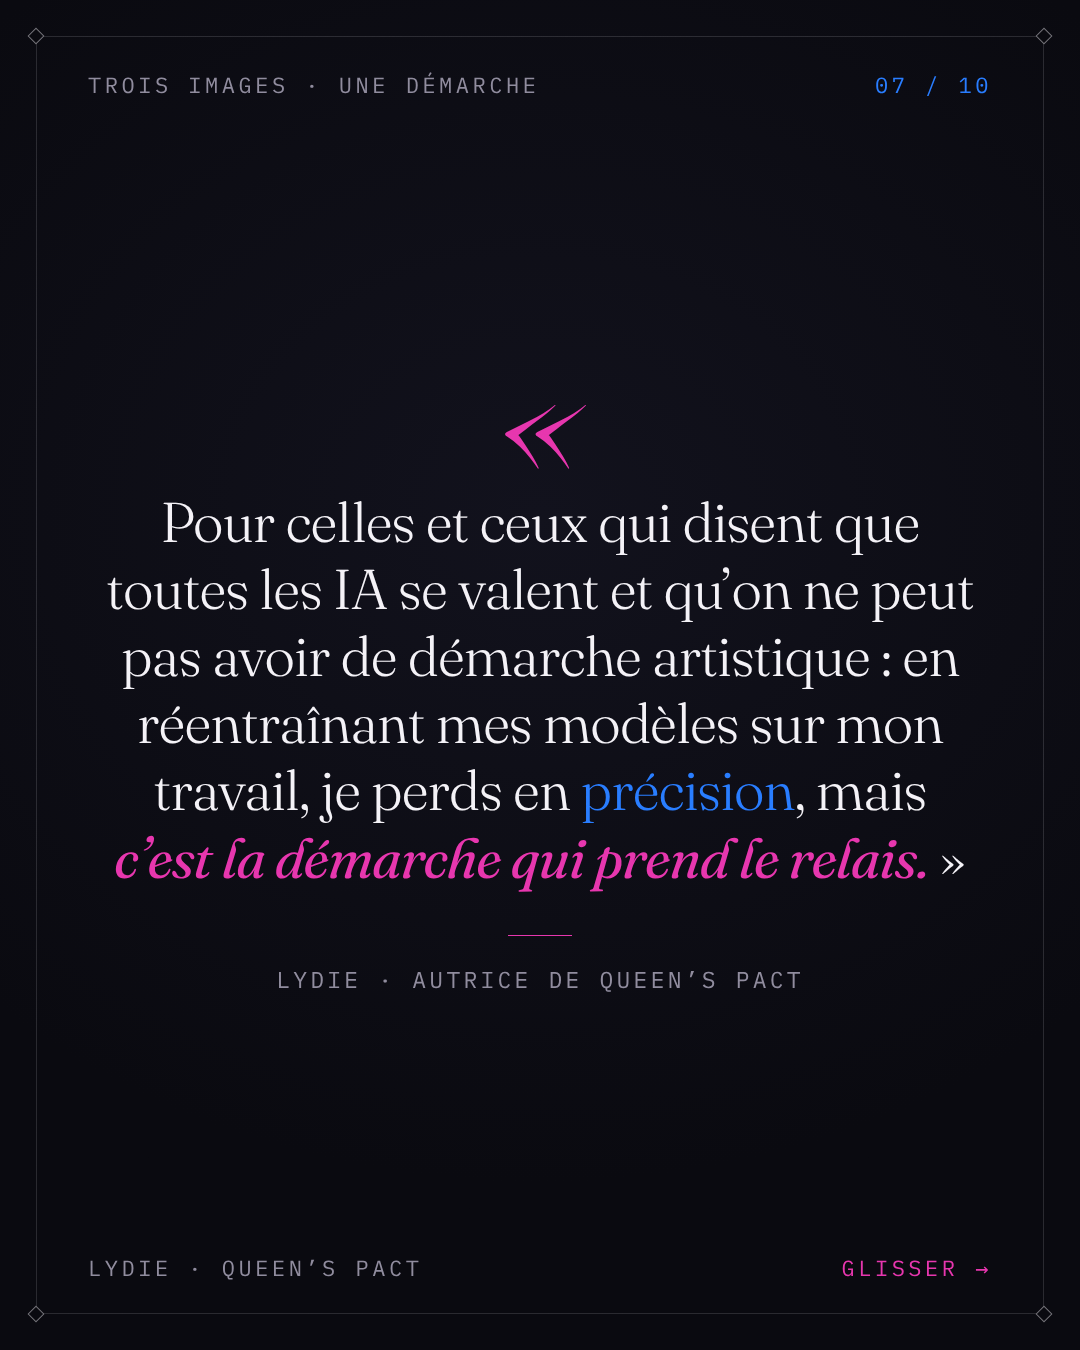 TROIS IMAGES · UNE DÉMARCHE
07 / 10
«
Pour celles et ceux qui disent que
toutes les IA se valent et qu’on ne peut
pas avoir de démarche artistique : en
réentraînant mes modèles sur mon
travail, je perds en précision, mais
c’est la démarche qui prend le relais. »
LYDIE · AUTRICE DE QUEEN’S PACT
LYDIE · QUEEN’S PACT
GLISSER →